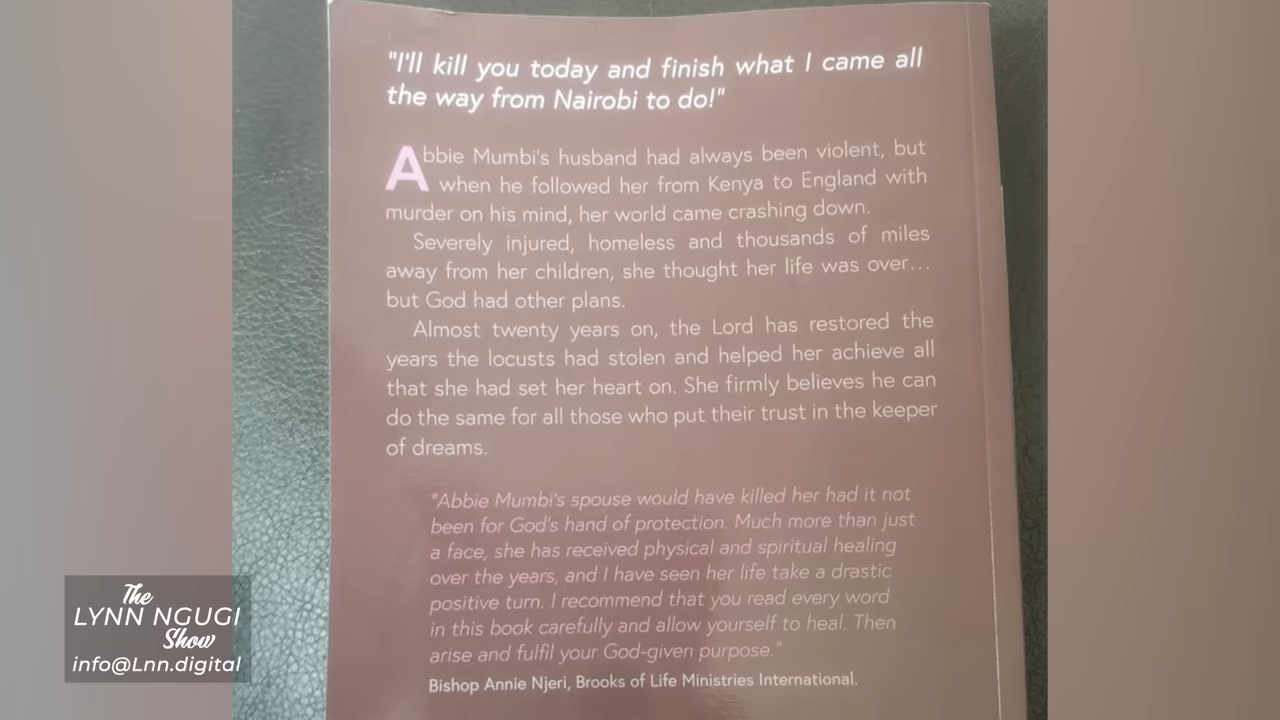 "I'll kill you today and finish what I came all
the way from Nairobi to do!"
Abbie Mumbi's husband had always been violent, but
when he followed her from Kenya to England with
murder on his mind, her world came crashing down.
Severely injured, homeless and thousands of miles
away from her children, she thought her life was over...
but God had other plans.
Almost twenty years on, the Lord has restored the
years the locusts had stolen and helped her achieve all
that she had set her heart on. She firmly believes he can
do the same for all those who put their trust in the keeper
of dreams.
"Abbie Mumbi's spouse would have killed her had it not
been for God's hand of protection. Much more than just
a face, she has received physical and spiritual healing
over the years, and I have seen her life take a drastic
positive turn. I recommend that you read every word
in this book carefully and allow yourself to heal. Then
arise and fulfil your God-given purpose."
Bishop Annie Njeri, Brooks of Life Ministries International.
The
LYNN NGUGI
Show
info@Lnn.digital